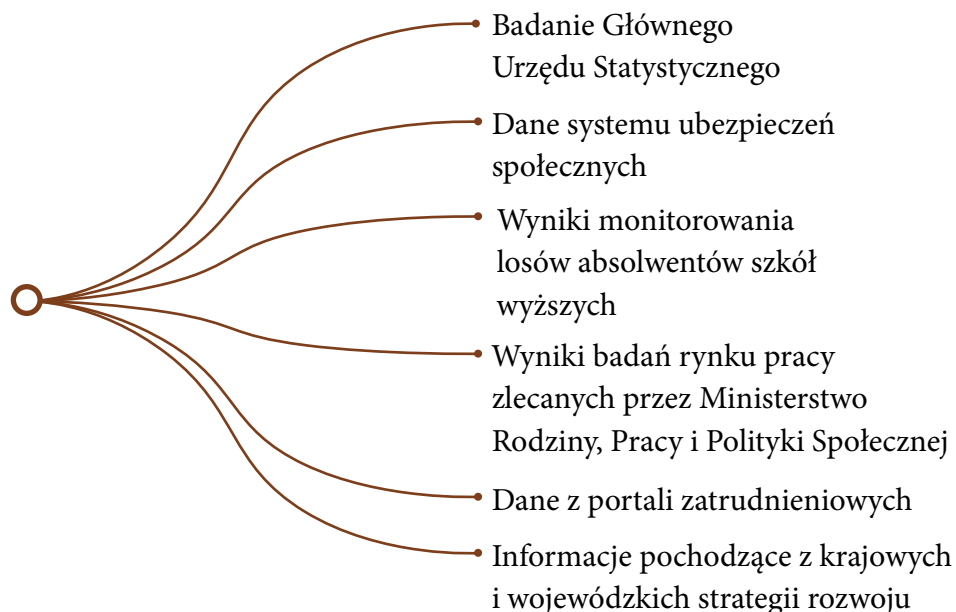 Badanie Głównego
Urzędu Statystycznego
Dane systemu ubezpieczeń
społecznych
Wyniki monitorowania
losów absolwentów szkół
wyższych
Wyniki badań rynku pracy
zlecanych przez Ministerstwo
Rodziny, Pracy i Polityki Społecznej
Dane z portali zatrudnieniowych
Informacje pochodzące z krajowych
i wojewódzkich strategii rozwoju